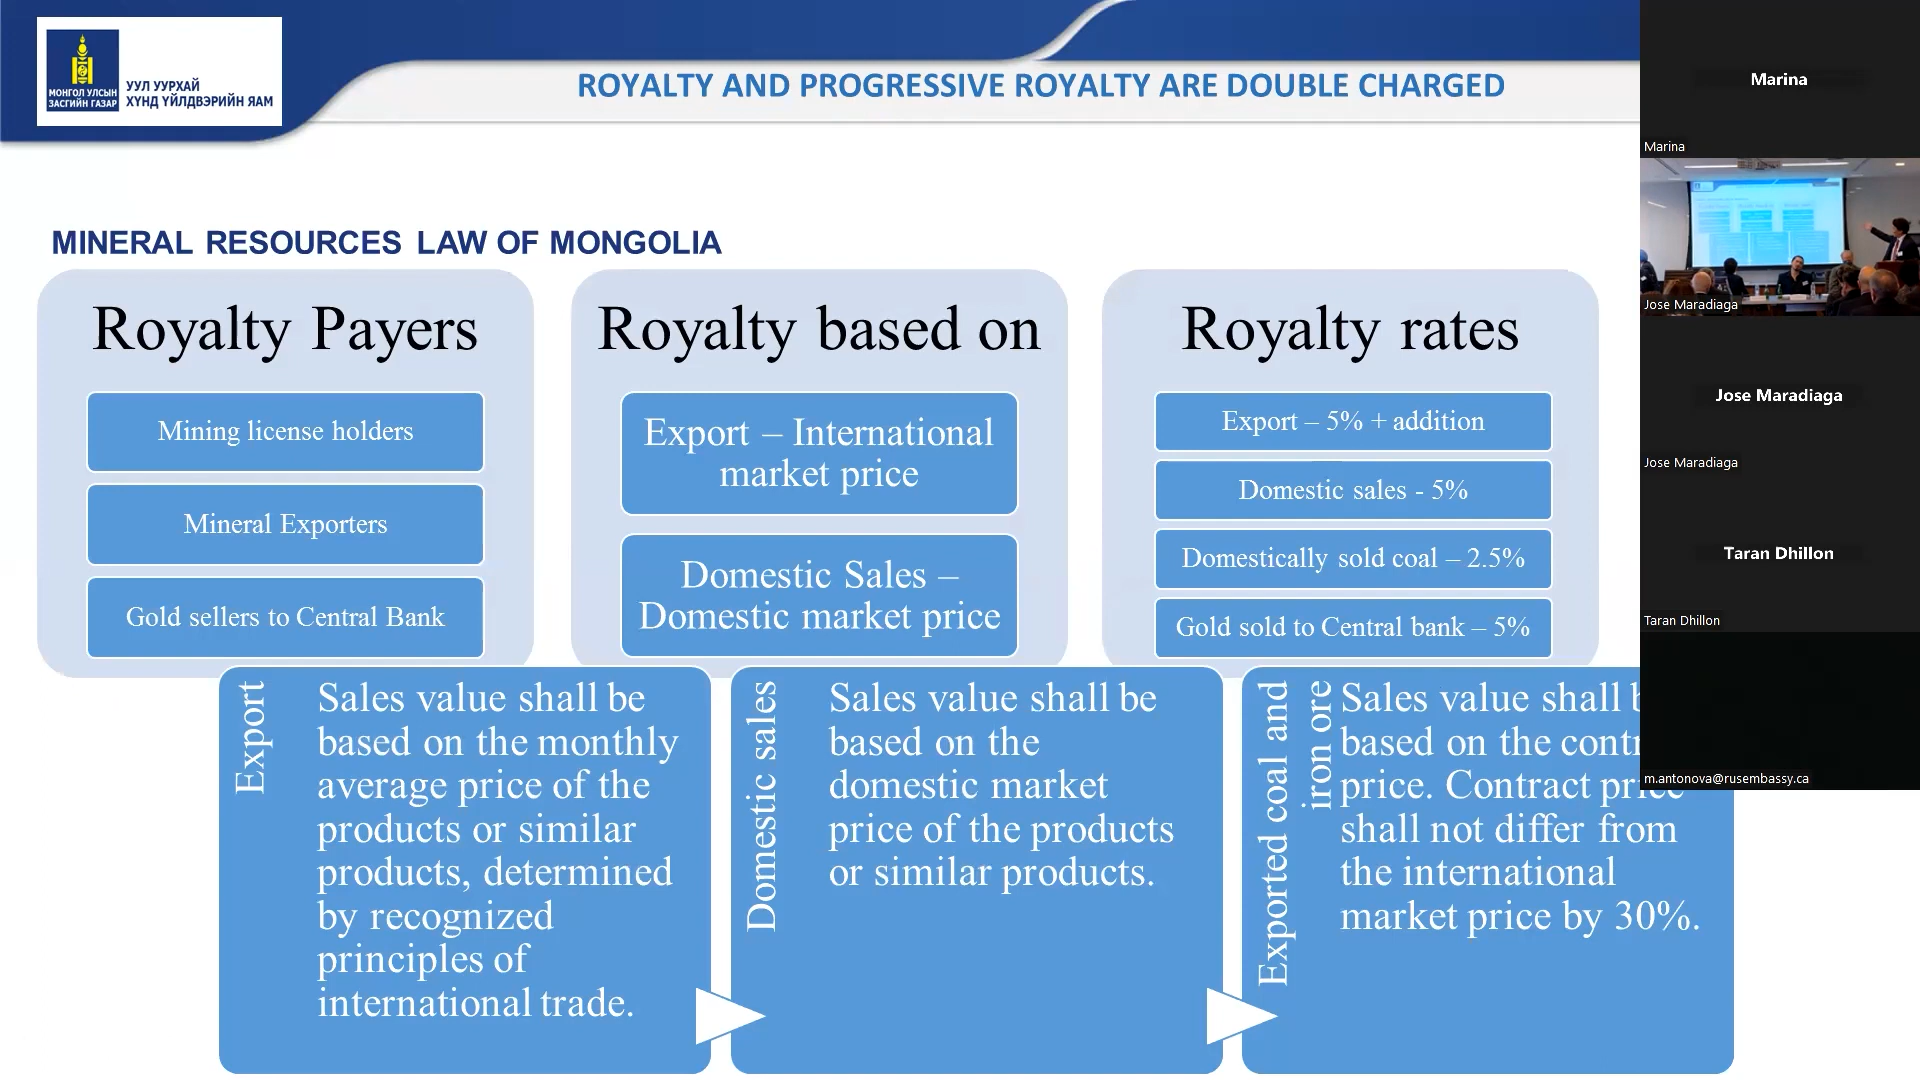 МОНГОЛ УЛСЫН
ЗАСГИЙН ГАЗАР
УУЛ УУРХАЙ
ХҮНД ҮЙЛДВЭРИЙН ЯАМ
ROYALTY AND PROGRESSIVE ROYALTY ARE DOUBLE CHARGED
MINERAL RESOURCES LAW OF MONGOLIA
Royalty Payers
Mining license holders
Mineral Exporters
Gold sellers to Central Bank
Royalty based on
Export – International
market price
Domestic Sales –
Domestic market price
Royalty rates
Export – 5% + addition
Domestic sales - 5%
Domestically sold coal – 2.5%
Gold sold to Central bank – 5%
Export
Sales value shall be
based on the monthly
average price of the
products or similar
products, determined
by recognized
principles of
international trade.
Domestic sales
Sales value shall be
based on the
domestic market
price of the products
or similar products.
Exported coal and
iron ore
Sales value shall
based on the
price. Contract price
shall not differ from
the international
market price by 30%.
Marina
Marina
Jose Maradiaga
Jose Maradiaga
Jose Maradiaga
Taran Dhillon
Taran Dhillon
m.antonova@rusembassy.ca